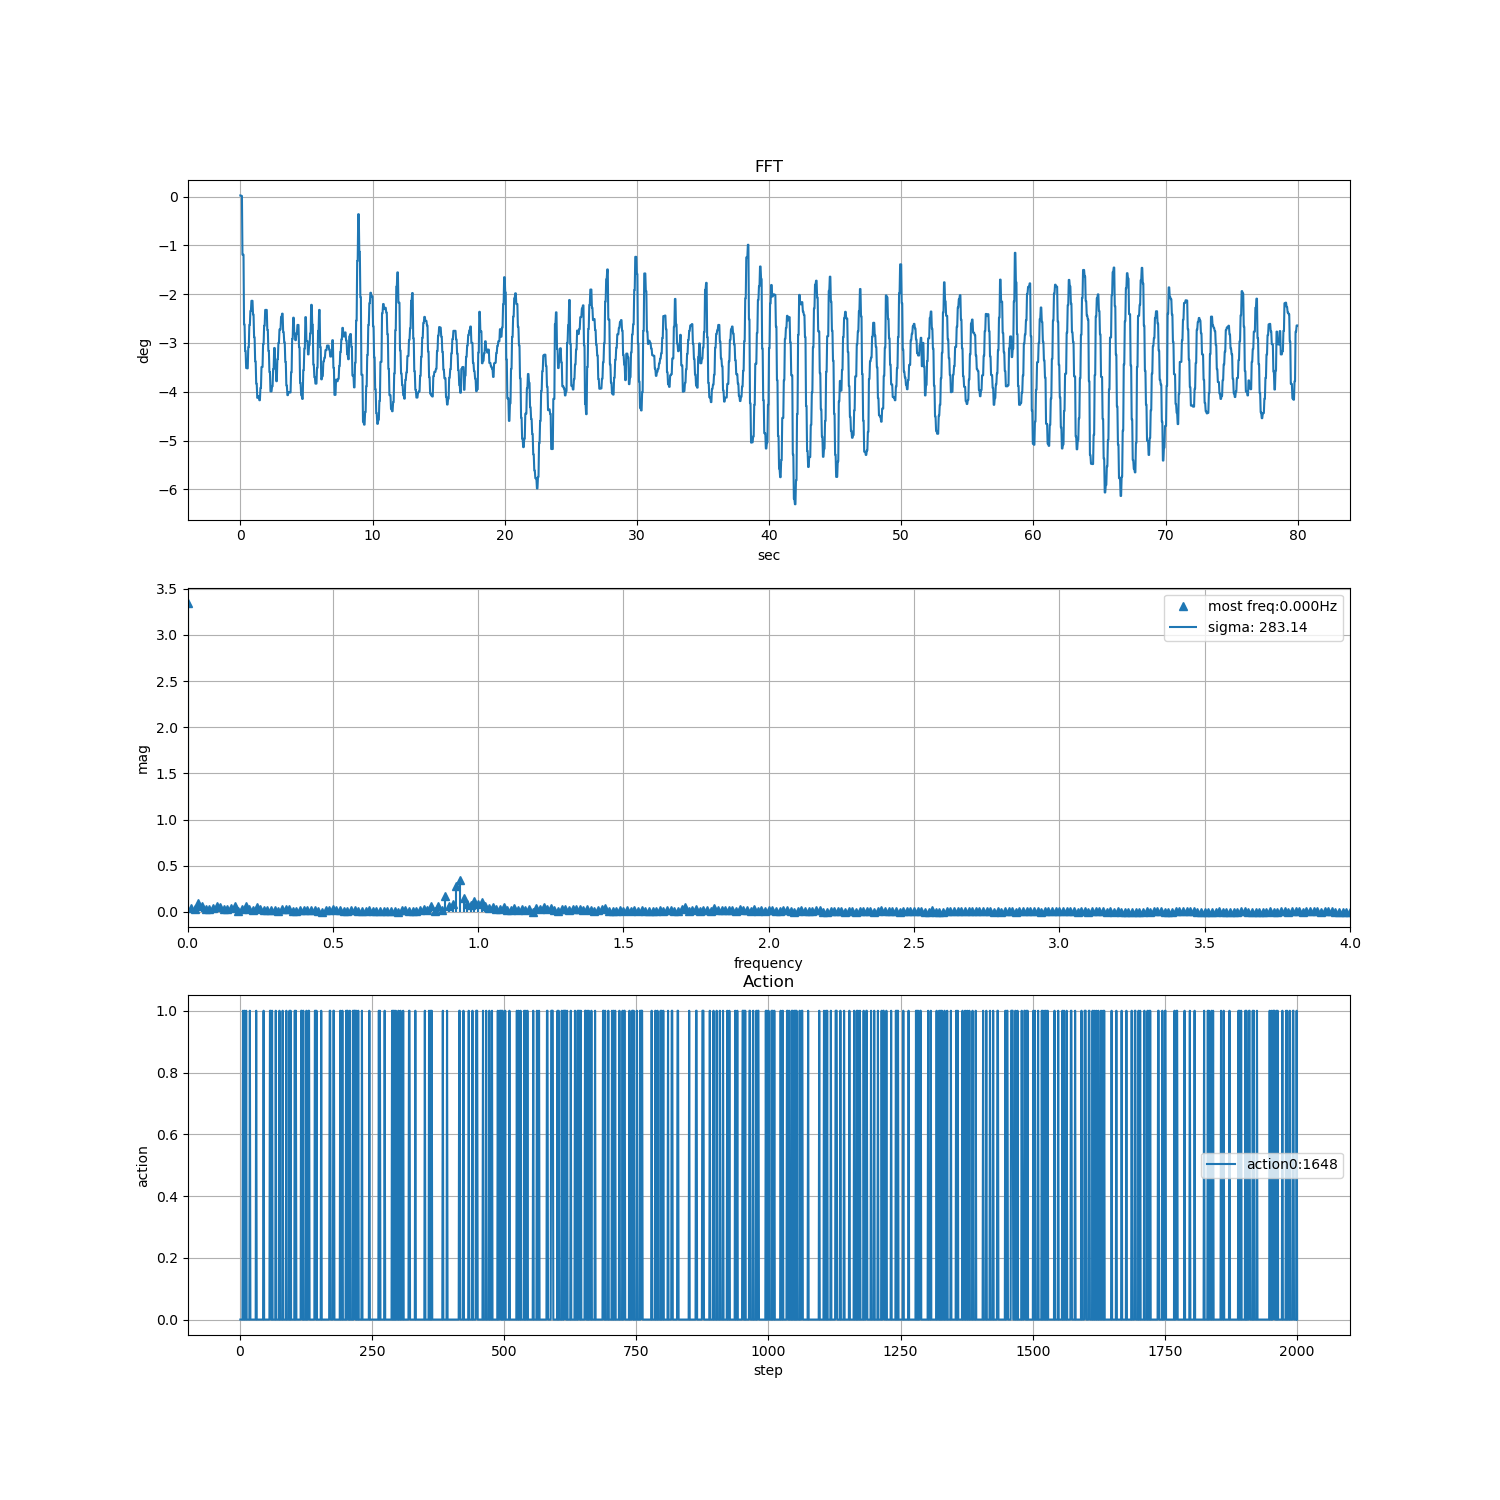 FFT
0
−1
−2
−3
−4
−5
−6
deg
0 10 20 30 40 50 60 70 80
sec
3.5
3.0
2.5
2.0
1.5
1.0
0.5
0.0
mag
most freq:0.000Hz
sigma: 283.14
0.0 0.5 1.0 1.5 2.0 2.5 3.0 3.5 4.0
frequency
Action
1.0
0.8
0.6
0.4
0.2
0.0
action
action0:1648
0 250 500 750 1000 1250 1500 1750 2000
step